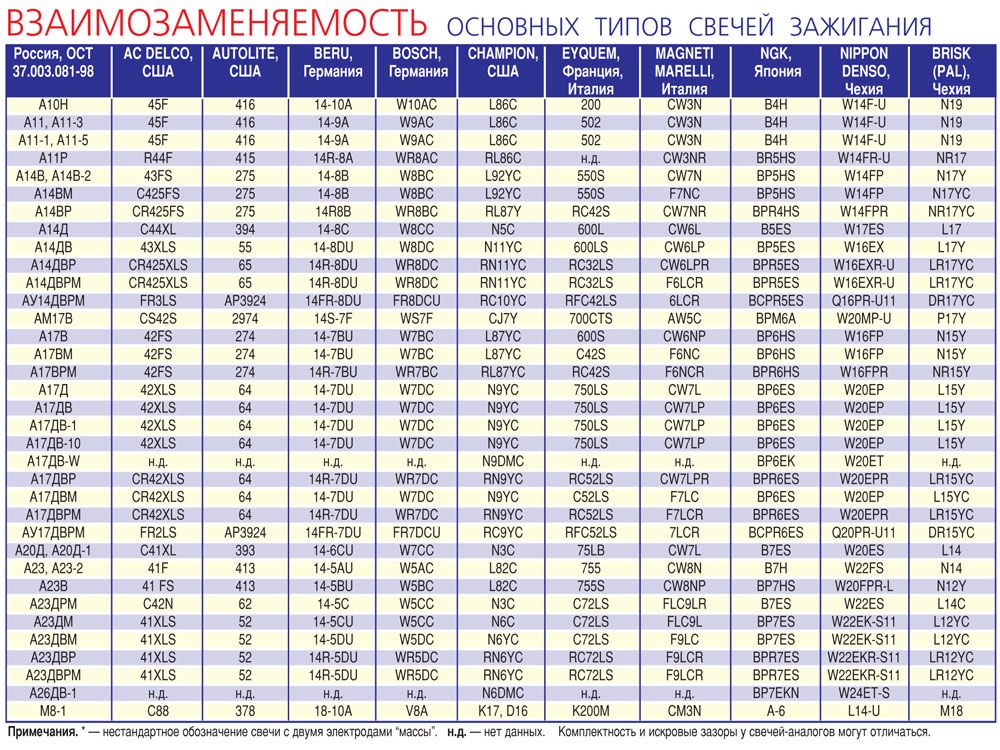 ВЗАИМОЗАМЕНЯЕМОСТЬ ОСНОВНЫХ ТИПОВ СВЕЧЕЙ ЗАЖИГАНИЯ
Россия, ОСТ 37.003.081-98 AC DELCO, США AUTOLITE, США BERU, Германия BOSCH, Германия CHAMPION, США EYQUEM, Франция, Италия MAGNETI MARELLI, Италия NGK, Япония NIPPON DENSO, Чехия BRISK (PAL), Чехия
А10Н 45F 416 14-10A W10AC L86C 200 CW3N B4H W14F-U N19
А11, А11-3 45F 416 14-9A W9AC L86C 502 CW3N B4H W14F-U N19
А11-1, А11-5 45F 416 14-9A W9AC L86C 502 CW3N B4H W14F-U N19
А11Р R44F 415 14R-8A WR8AC RL86C н.д. CW3NR BR5HS W14FR-U NR17
А14В, А14В-2 43FS 275 14-8B W8BC L92YC 550S CW7N BP5HS W14FP N17Y
А14ВМ C425FS 275 14-8B W8BC L92YC 550S F7NC BP5HS W14FP N17YC
А14ВР CR425FS 275 14R8B WR8BC RL87Y RC42S CW7NR BPR4HS W14FPR NR17YC
А14Д C44XL 394 14-8C W8CC N5C 600L CW6L B5ES W17ES L17
А14ДВ 43XLS 55 14-8DU W8DC N11YC 600LS CW6LP BP5ES W16EX L17Y
А14ДВР CR425XLS 65 14R-8DU WR8DC RN11YC RC32LS CW6LPR BPR5ES W16EXR-U LR17YC
А14ДВРМ CR425XLS 65 14R-8DU WR8DC RN11YC RC32LS F6LCR BPR5ES W16EXR-U LR17YC
АУ14ДВРМ FR3LS AP3924 14FR-8DU FR8DCU RC10YC RFC42LS 6LCR BCPR5ES Q16PR-U11 DR17YC
АМ17В CS42S 2974 14S-7F WS7F CJ7Y 700CTS AW5C BPM6A W20MP-U P17Y
А17В 42FS 274 14-7BU W7BC L87YC 600S CW6NP BP6HS W16FP N15Y
А17ВМ 42FS 274 14-7BU W7BC L87YC C42S F6NC BP6HS W16FP N15Y
А17ВРМ 42FS 274 14R-7BU WR7BC RL87YC RC42S F6NCR BPR6HS W16FPR NR15Y
А17Д 42XLS 64 14-7DU W7DC N9YC 750LS CW7L BP6ES W20EP L15Y
А17ДВ 42XLS 64 14-7DU W7DC N9YC 750LS CW7LP BP6ES W20EP L15Y
А17ДВ-1 42XLS 64 14-7DU W7DC N9YC 750LS CW7LP BP6ES W20EP L15Y
А17ДВ-10 42XLS 64 14-7DU W7DC N9YC 750LS CW7LP BP6ES W20EP L15Y
А17ДВ-W н.д. н.д. н.д. н.д. N9DMC н.д. н.д. BP6EK W20ET н.д.
А17ДВР CR42XLS 64 14R-7DU WR7DC RN9YC RC52LS CW7LPR BPR6ES W20EPR LR15YC
А17ДВМ CR42XLS 64 14-7DU W7DC N9YC C52LS F7LC BP6ES W20EP L15YC
А17ДВРМ CR42XLS 64 14R-7DU WR7DC RN9YC RC52LS F7LCR BPR6ES W20EPR LR15YC
АУ17ДВРМ FR2LS AP3924 14FR-7DU FR7DCU RC9YC RFC52LS 7LCR BCPR6ES Q20PR-U11 DR15YC
А20Д, А20Д-1 C41XL 393 14-6CU W7CC N3C 75LB CW7L B7ES W20ES L14
А23, А23-2 41F 413 14-5AU W5AC L82C 755 CW8N B7H W22FS N14
А23В 41 FS 413 14-5BU W5BC L82C 755S CW8NP BP7HS W20FPR-L N12Y
А23ДРМ C42N 62 14-5C W5CC N3C C72LS FLC9LR B7ES W22ES L14C
А23ДМ 41XLS 52 14-5CU W5CC N6C C72LS FLC9L BP7ES W22EK-S11 L12YC
А23ДВМ 41XLS 52 14-5DU W5DC N6YC C72LS F9LC BP7ES W22EK-S11 L12YC
А23ДВР 41XLS 52 14R-5DU WR5DC RN6YC RC72LS F9LCR BPR7ES W22EKR-S11 LR12YC
А23ДВРМ 41XLS 52 14R-5DU WR5DC RN6YC RC72LS F9LCR BPR7ES W22EKR-S11 LR12YC
А26ДВ-1 н.д. н.д. н.д. н.д. N6DMC н.д. н.д. BP7EKN W24ET-S н.д.
М8-1 C88 378 18-10A V8A K17, D16 K200M CM3N A-6 L14-U M18
Примечания. * — нестандартное обозначение свечи с двумя электродами “массы”. н.д. — нет данных. Комплектность и искровые зазоры у свечей-аналогов могут отличаться.